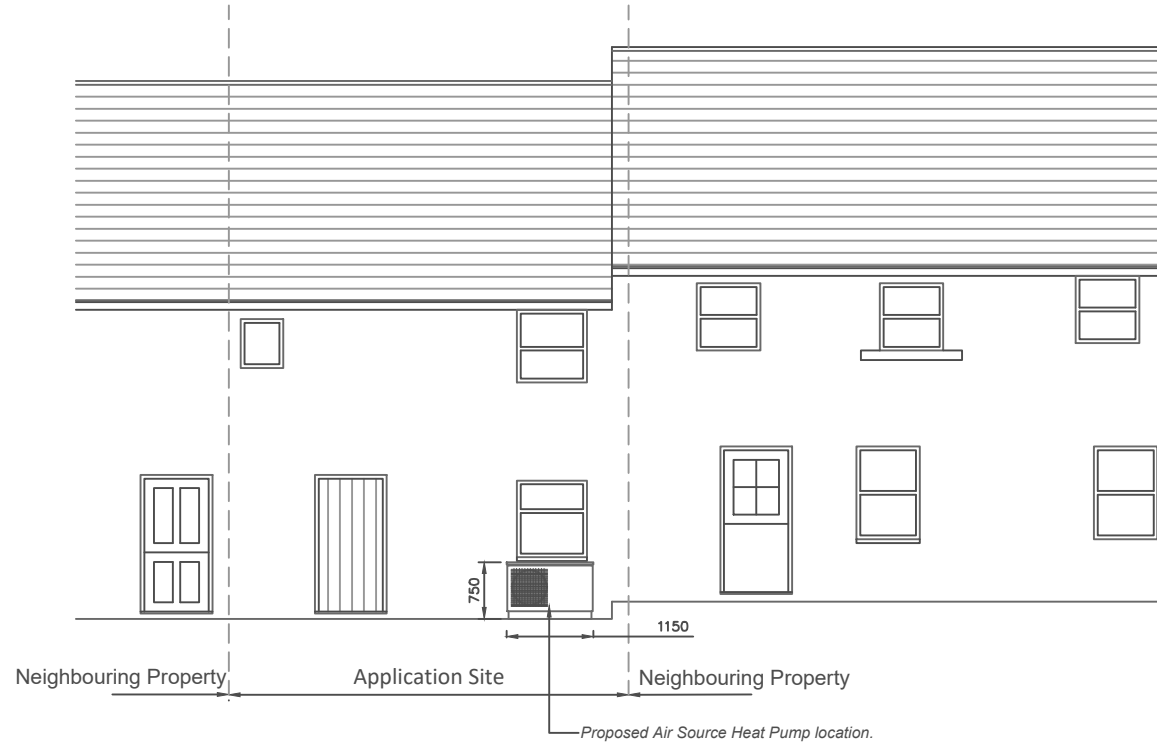 750
1150
Neighbouring Property
Application Site
Neighbouring Property
Proposed Air Source Heat Pump location.